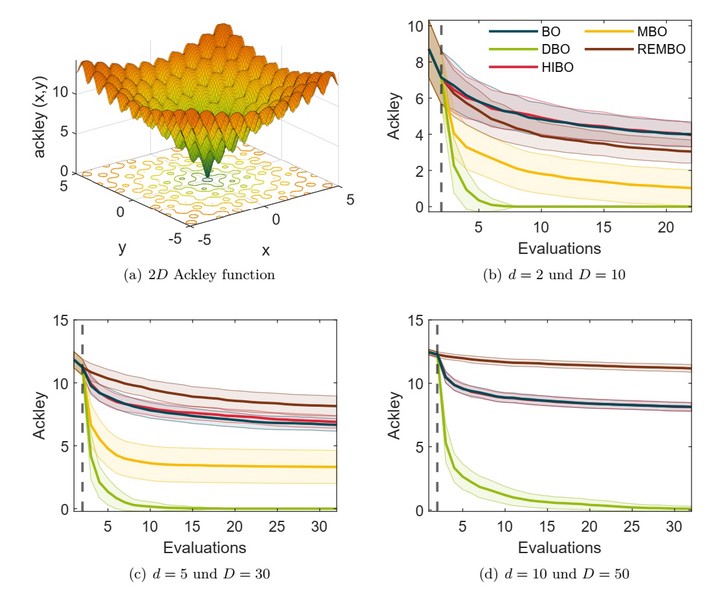 ackley (x,y)
10
5
0
5
0
-5
-5
0
5
y
x
(a) 2D Ackley function
10
8
6
4
2
0
5
10
15
20
Ackley
Evaluations
BO
DBO
HIBO
MBO
REMBO
(b) d = 2 und D = 10
15
10
5
0
5
10
15
20
25
30
Ackley
Evaluations
(c) d = 5 und D = 30
15
10
5
0
5
10
15
20
25
30
Ackley
Evaluations
(d) d = 10 und D = 50